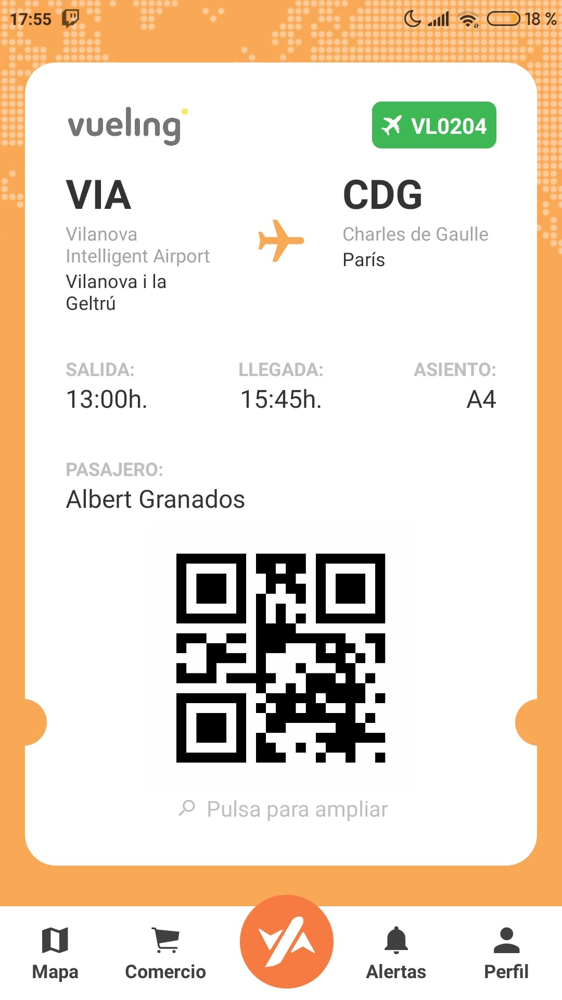 17:55
18 %
vueling
VL0204
VIA
CDG
Vilanova
Intelligent Airport
Vilanova i la
Geltrú
Charles de Gaulle
París
SALIDA:
LLEGADA:
ASIENTO:
13:00h.
15:45h.
A4
PASAJERO:
Albert Granados
Pulsa para ampliar
Mapa
Comercio
Alertas
Perfil